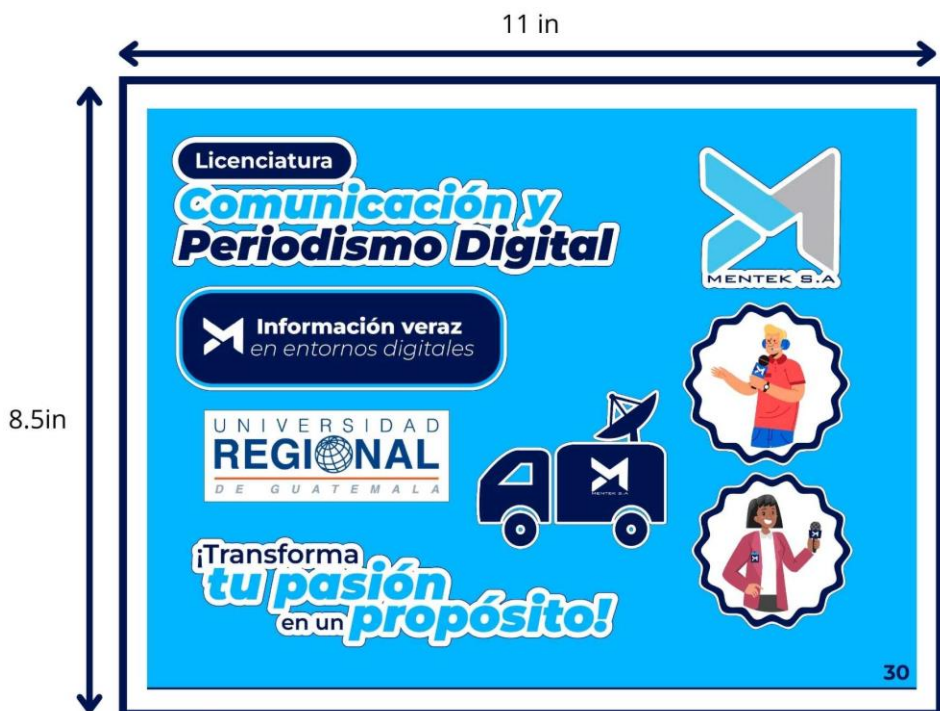 11 in
8.5in
Licenciatura
Comunicación y
Periodismo Digital
MENTEK S.A
Información veraz
en entornos digitales
UNIVERSIDAD
REGIONAL
DE GUATEMALA
MENTEK S.A
¡Transforma
tu pasión
en un propósito!
30